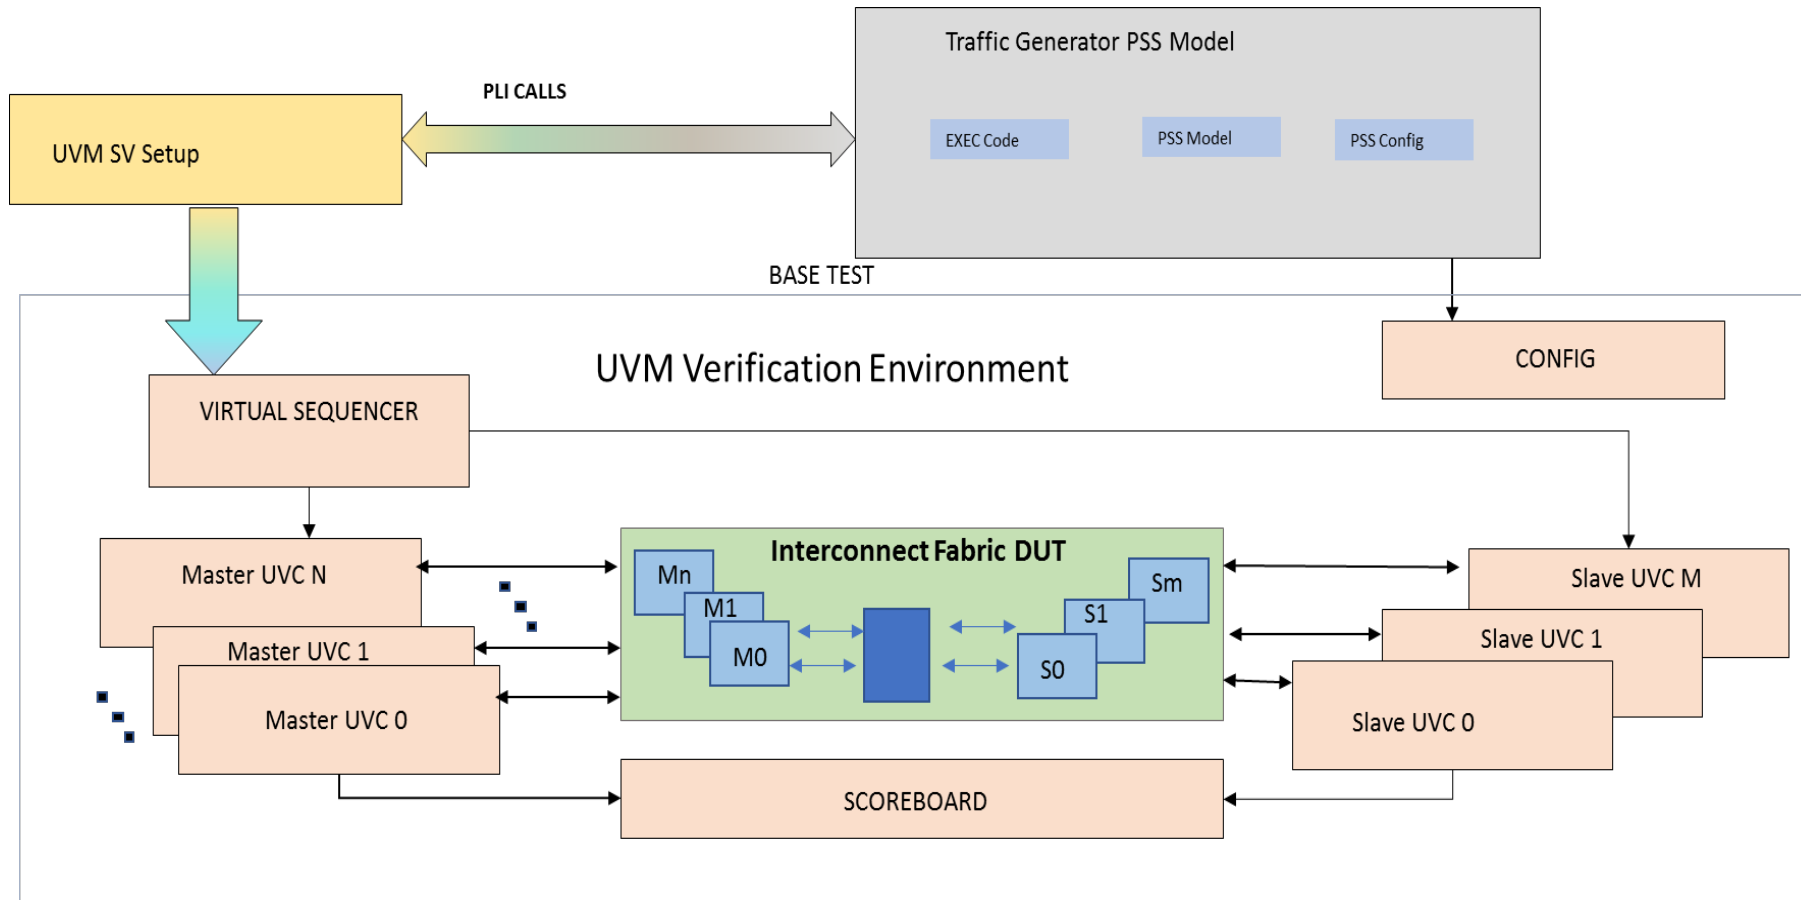 Traffic Generator PSS Model
PLI CALLS
UVM SV Setup
EXEC Code
PSS Model
PSS Config
BASE TEST
UVM Verification Environment
CONFIG
VIRTUAL SEQUENCER
Interconnect Fabric DUT
Master UVC N
Mn
Sm
Slave UVC M
M1
S1
Master UVC 1
Slave UVC 1
M0
S0
Master UVC 0
Slave UVC 0
SCOREBOARD